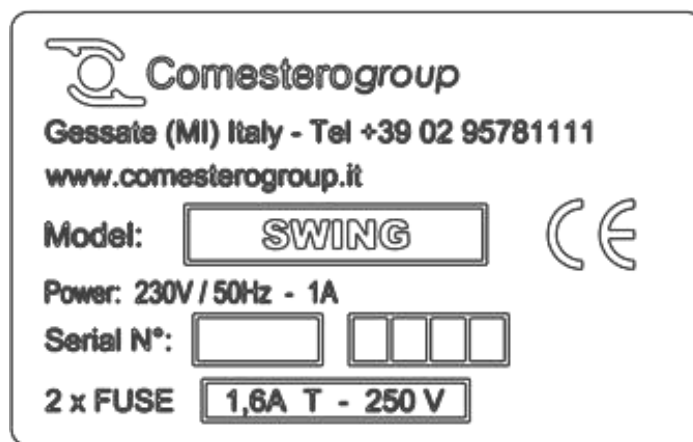 Comesterogroup
Gessate (MI) Italy - Tel +39 02 95781111
www.comesterogroup.it
Model: SWING CE
Power: 230V / 50Hz - 1A
Serial N°:
2 x FUSE 1,6A T - 250 V